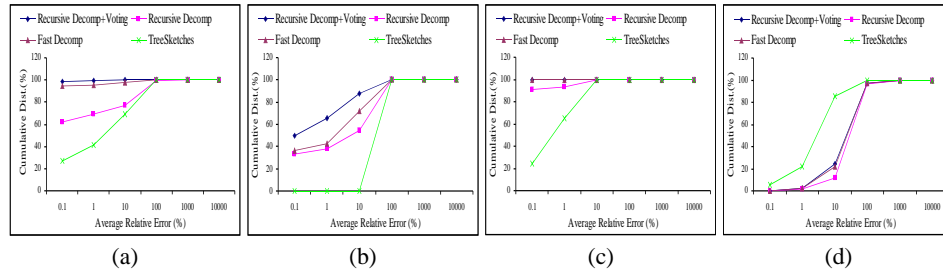 Recursive Decomp+Voting Recursive Decomp
Fast Decomp TreeSketches
Cumulative Dist.(%)
120
100
80
60
40
20
0
0.1 1 10 100 1000 10000
Average Relative Error (%)
(a)
Recursive Decomp+Voting Recursive Decomp
Fast Decomp TreeSketches
Cumulative Dist.(%)
120
100
80
60
40
20
0
0.1 1 10 100 1000 10000
Average Relative Error (%)
(b)
Recursive Decomp+Voting Recursive Decomp
Fast Decomp TreeSketches
Cumulative Dist.(%)
120
100
80
60
40
20
0
0.1 1 10 100 1000 10000
Average Relative Error (%)
(c)
Recursive Decomp+Voting Recursive Decomp
Fast Decomp TreeSketches
Cumulative Dist.(%)
120
100
80
60
40
20
0
0.1 1 10 100 1000 10000
Average Relative Error (%)
(d)